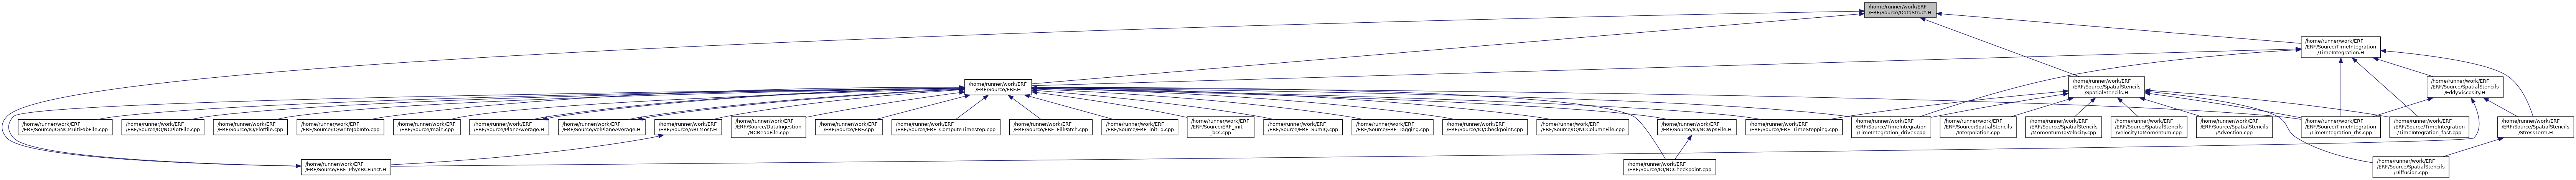 /home/runner/work/ERF
/ERF/Source/DataStruct.H
/home/runner/work/ERF
/ERF/Source/TimeIntegration
/TimeIntegration.H
/home/runner/work/ERF
/ERF/Source/ERF.H
/home/runner/work/ERF
/ERF/Source/SpatialStencils
/SpatialStencils.H
/home/runner/work/ERF
/ERF/Source/SpatialStencils
/EddyViscosity.H
/home/runner/work/ERF
/ERF/Source/IO/NCMultiFabFile.cpp
/home/runner/work/ERF
/ERF/Source/IO/NCPlotFile.cpp
/home/runner/work/ERF
/ERF/Source/IO/Plotfile.cpp
/home/runner/work/ERF
/ERF/Source/IO/writeJobInfo.cpp
/home/runner/work/ERF
/ERF/Source/main.cpp
/home/runner/work/ERF
/ERF/Source/PlaneAverage.H
/home/runner/work/ERF
/ERF/Source/VelPlaneAverage.H
/home/runner/work/ERF
/ERF/Source/ABLMost.H
/home/runner/work/ERF
/ERF/Source/DataIngestion
/NCReadFile.cpp
/home/runner/work/ERF
/ERF/Source/ERF.cpp
/home/runner/work/ERF
/ERF/Source/ERF_ComputeTimestep.cpp
/home/runner/work/ERF
/ERF/Source/ERF_FillPatch.cpp
/home/runner/work/ERF
/ERF/Source/ERF_init1d.cpp
/home/runner/work/ERF
/ERF/Source/ERF_init
_bcs.cpp
/home/runner/work/ERF
/ERF/Source/ERF_SumIQ.cpp
/home/runner/work/ERF
/ERF/Source/ERF_Tagging.cpp
/home/runner/work/ERF
/ERF/Source/IO/Checkpoint.cpp
/home/runner/work/ERF
/ERF/Source/IO/NCColumnFile.cpp
/home/runner/work/ERF
/ERF/Source/IO/NCWpsFile.H
/home/runner/work/ERF
/ERF/Source/ERF_TimeStepping.cpp
/home/runner/work/ERF
/ERF/Source/TimeIntegration
/TimeIntegration_driver.cpp
/home/runner/work/ERF
/ERF/Source/SpatialStencils
/Interpolation.cpp
/home/runner/work/ERF
/ERF/Source/SpatialStencils
/MomentumToVelocity.cpp
/home/runner/work/ERF
/ERF/Source/SpatialStencils
/VelocityToMomentum.cpp
/home/runner/work/ERF
/ERF/Source/SpatialStencils
/Advection.cpp
/home/runner/work/ERF
/ERF/Source/TimeIntegration
/TimeIntegration_rhs.cpp
/home/runner/work/ERF
/ERF/Source/TimeIntegration
/TimeIntegration_fast.cpp
/home/runner/work/ERF
/ERF/Source/SpatialStencils
/StressTerm.H
/home/runner/work/ERF
/ERF/Source/ERF_PhysBCFunct.H
/home/runner/work/ERF
/ERF/Source/IO/NCCheckpoint.cpp
/home/runner/work/ERF
/ERF/Source/SpatialStencils
/Diffusion.cpp